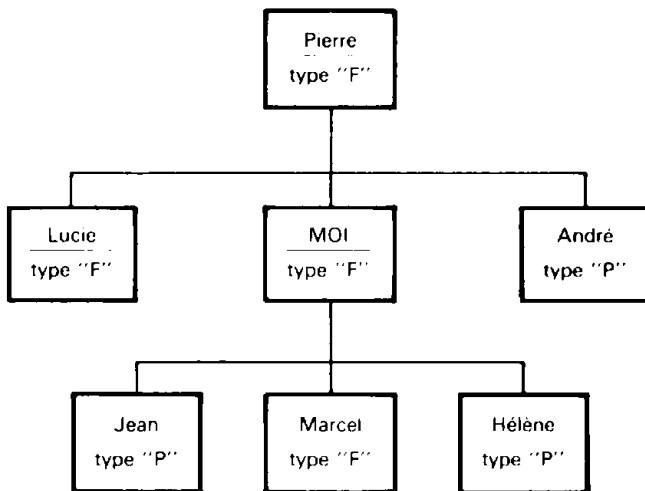 Pierre
type "F"
Lucie
type "F"
MOI
type "F"
André
type "P"
Jean
type "P"
Marcel
type "F"
Hélène
type "P"